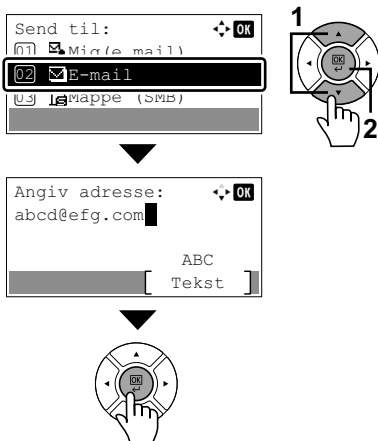 Send til: OK
01 Mig(e mail)
02 E-mail
03 Mappe (SMB)
1
OK
2
Angiv adresse: OK
abcd@efg.com
ABC
[ Tekst ]
OK